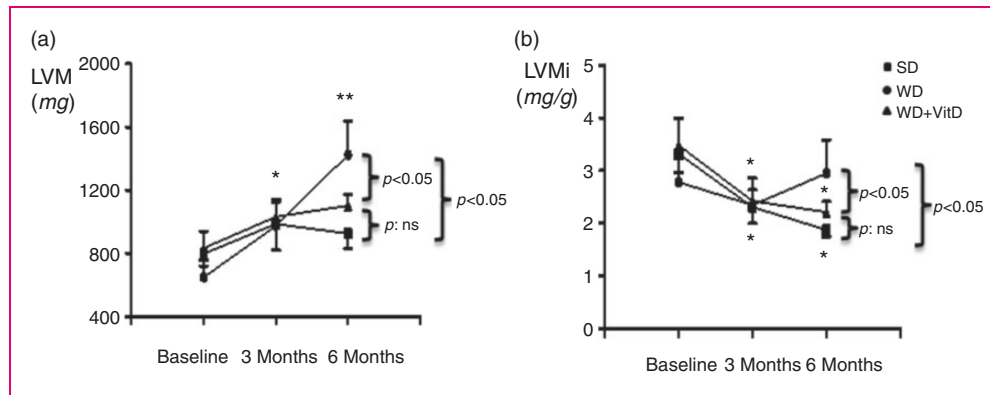 (a)
LVM
(mg)
2000
1600
1200
800
400
*
**
p<0.05
p: ns
p<0.05
Baseline 3 Months 6 Months
(b)
LVMi
(mg/g)
5
4
3
2
1
0
SD
WD
WD+VitD
*
*
*
*
p<0.05
p: ns
p<0.05
Baseline 3 Months 6 Months